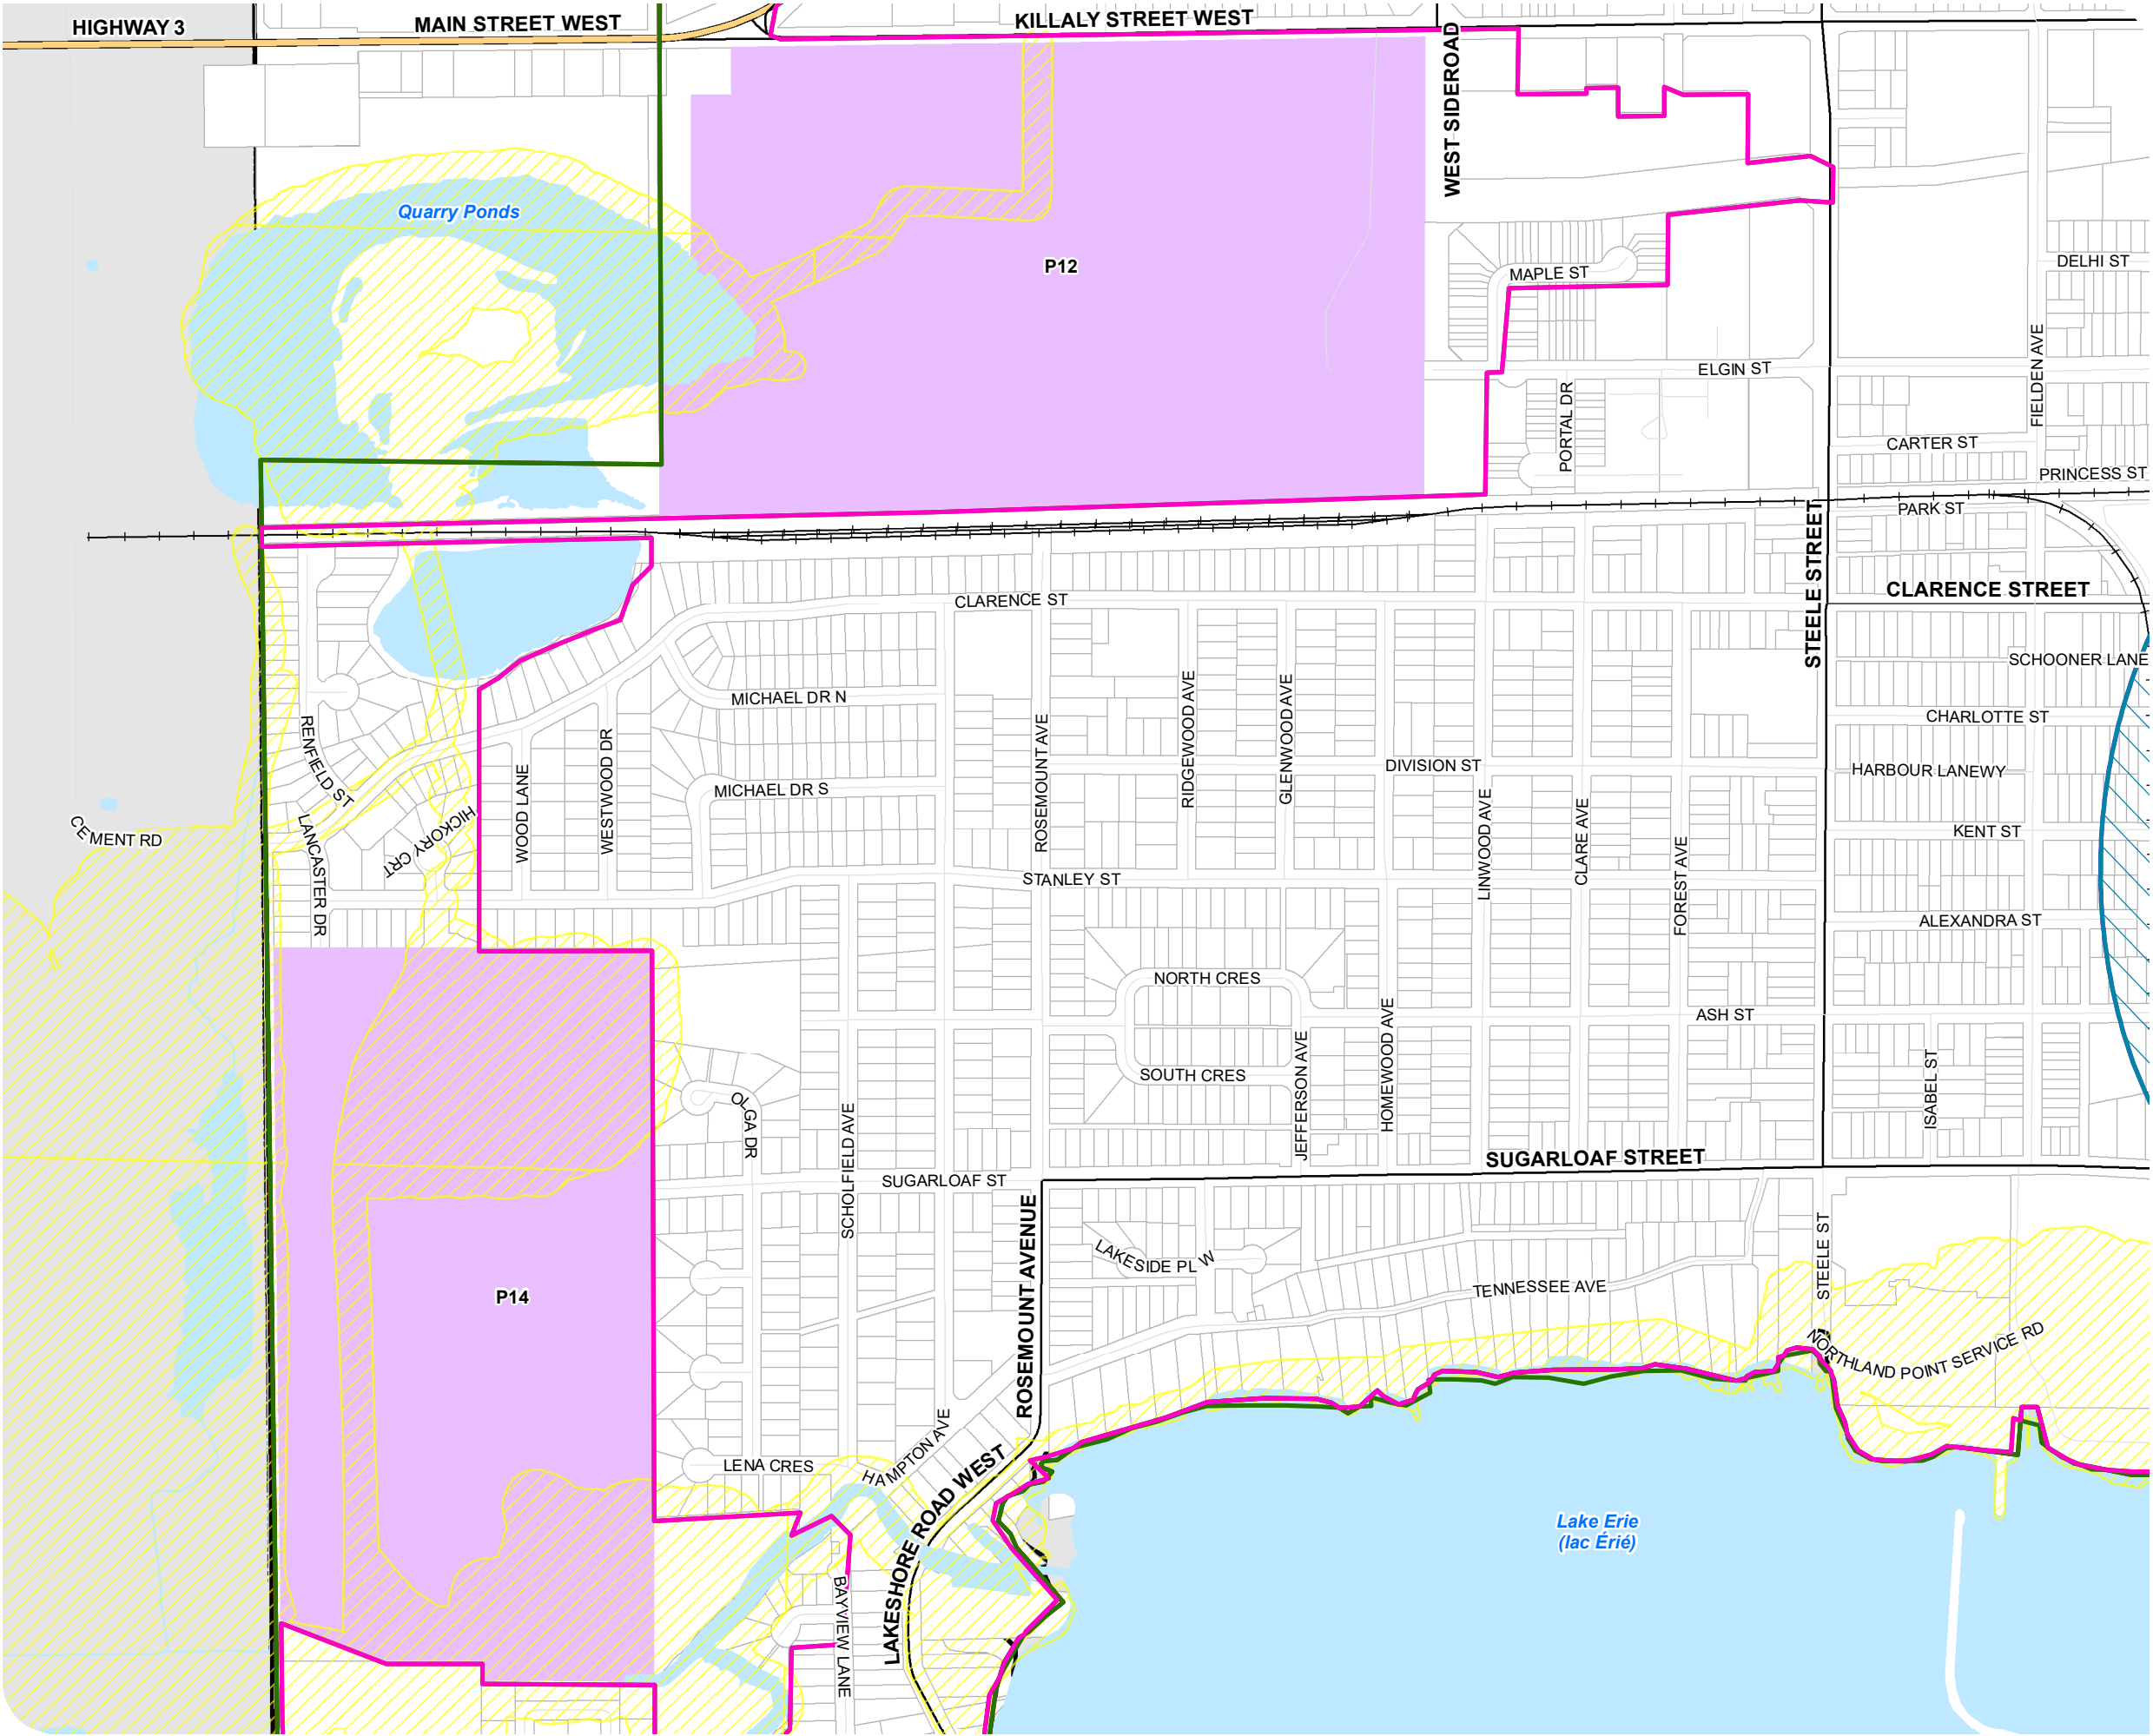 HIGHWAY 3
MAIN STREET WEST
KILLALY STREET WEST
WEST SIDEROAD
Quarry Ponds
P12
MAPLE ST
DELHI ST
ELGIN ST
FIELDEN AVE
PORTAL DR
CARTER ST
PRINCESS ST
PARK ST
STEELE STREET
CLARENCE STREET
CLARENCE ST
SCHOONER LANE
MICHAEL DR N
RIDGEWOOD AVE
GLENWOOD AVE
CHARLOTTE ST
RENFIELD ST
WESTWOOD DR
ROSEMOUNT AVE
DIVISION ST
HARBOUR LANEWY
WOOD LANE
MICHAEL DR S
LINWOOD AVE
CLARE AVE
KENT ST
CEMENT RD
HICKORY CRT
LANCASTER DR
FOREST AVE
STANLEY ST
ALEXANDRA ST
NORTH CRES
HOMEWOOD AVE
ASH ST
SOUTH CRES
JEFFERSON AVE
ISABEL ST
OLGA DR
SCHOLFIELD AVE
SUGARLOAF STREET
SUGARLOAF ST
ROSEMOUNT AVENUE
LAKESIDE PL W
STEELE ST
P14
TENNESSEE AVE
NORTHLAND POINT SERVICE RD
HAMPTON AVE
LENA CRES
LAKESHORE ROAD WEST
Lake Erie
(lac Érié)
BAYVIEW LANE